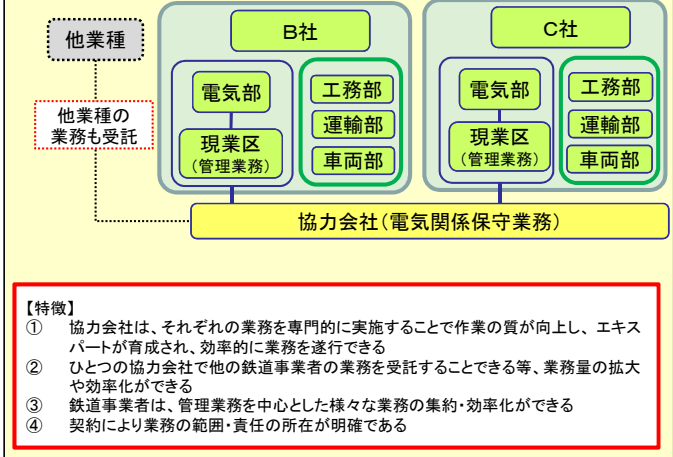 他業種
B社
C社
電気部
工務部
運輸部
車両部
現業区
(管理業務)
電気部
工務部
運輸部
車両部
現業区
(管理業務)
他業種の
業務も受託
協力会社(電気関係保守業務)
【特徴】
① 協力会社は、それぞれの業務を専門的に実施することで作業の質が向上し、エキス
パートが育成され、効率的に業務を遂行できる
② ひとつの協力会社で他の鉄道事業者の業務を受託することできる等、業務量の拡大
や効率化ができる
③ 鉄道事業者は、管理業務を中心とした様々な業務の集約・効率化ができる
④ 契約により業務の範囲・責任の所在が明確である